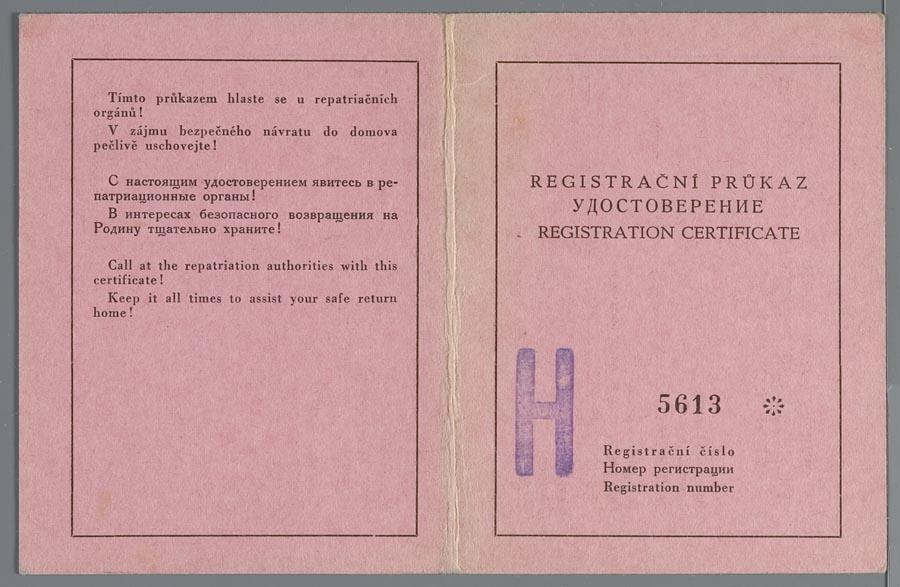 Tímto průkazem hlaste se u repatriačních
orgánů!
V zájmu bezpečného návratu do domova
pečlivě uschovejte!
С настоящим удостоверением явитесь в ре-
патриационные органы!
В интересах безопасного возвращения на
Родину тщательно храните!
Call at the repatriation authorities with this
certificate!
Keep it all times to assist your safe return
home!
REGISTRAČNÍ PRŮKAZ
УДОСТОВЕРЕНИЕ
REGISTRATION CERTIFICATE
H
5613
Registrační číslo
Номер регистрации
Registration number